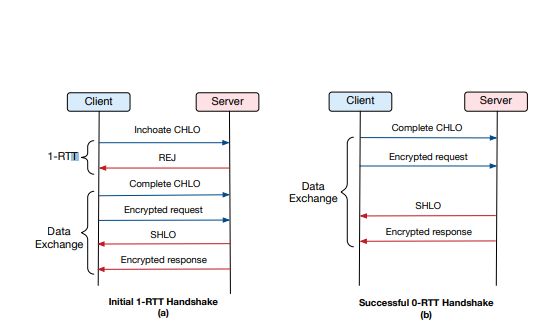 Client
Server
Inchoate CHLO
1-RTT
REJ
Complete CHLO
Encrypted request
Data
Exchange
SHLO
Encrypted response
Initial 1-RTT Handshake
(a)
Client
Server
Complete CHLO
Encrypted request
Data
Exchange
SHLO
Encrypted response
Successful 0-RTT Handshake
(b)